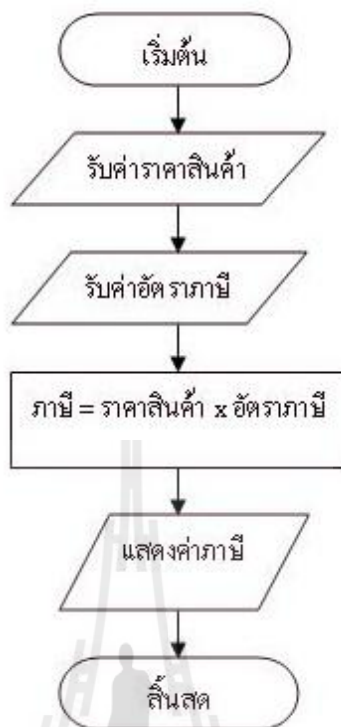 เริ่มต้น
รับค่าราคาสินค้า
รับค่าอัตราภาษี
ภาษี = ราคาสินค้า x อัตราภาษี
แสดงค่าภาษี
สิ้นสด